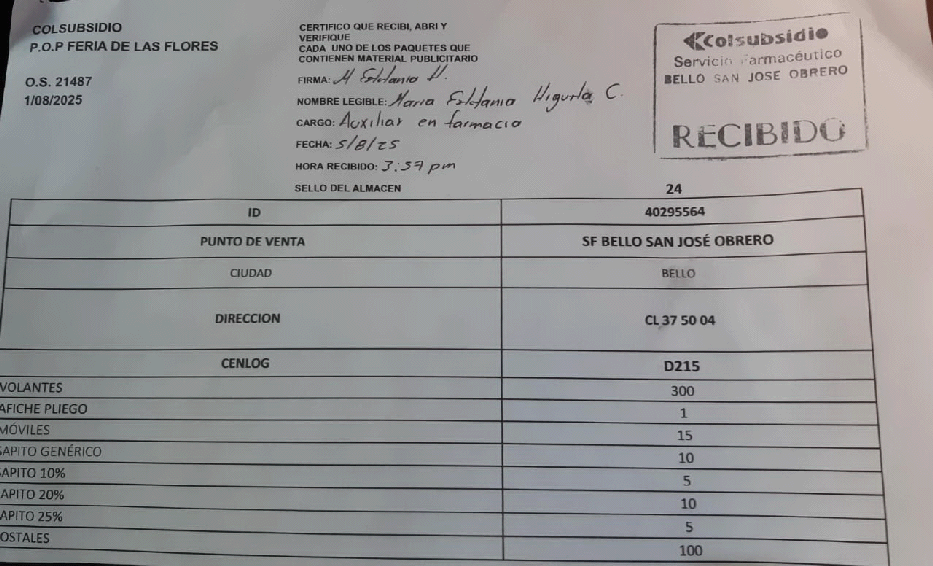 COLSUBSIDIO
P.O.P FERIA DE LAS FLORES
O.S. 21487
1/08/2025
CERTIFICO QUE RECIBI, ABRI Y
VERIFIQUE
CADA UNO DE LOS PAQUETES QUE
CONTIENEN MATERIAL PUBLICITARIO
FIRMA: M Estefania H.
NOMBRE LEGIBLE: Maria Estefania Higuita C.
CARGO: Auxiliar en farmacia
FECHA: 5/8/25
HORA RECIBIDO: 3:37 pm
SELLO DEL ALMACEN
Colsubsidio
Servicio Farmacéutico
BELLO SAN JOSE OBRERO
RECIBIDO
24
ID 40295564
PUNTO DE VENTA SF BELLO SAN JOSÉ OBRERO
CIUDAD BELLO
DIRECCION CL 37 50 04
CENLOG D215
VOLANTES 300
AFICHE PLIEGO 1
MÓVILES 15
SAPITO GENÉRICO 10
SAPITO 10% 5
APITO 20% 10
APITO 25% 5
OSTALES 100